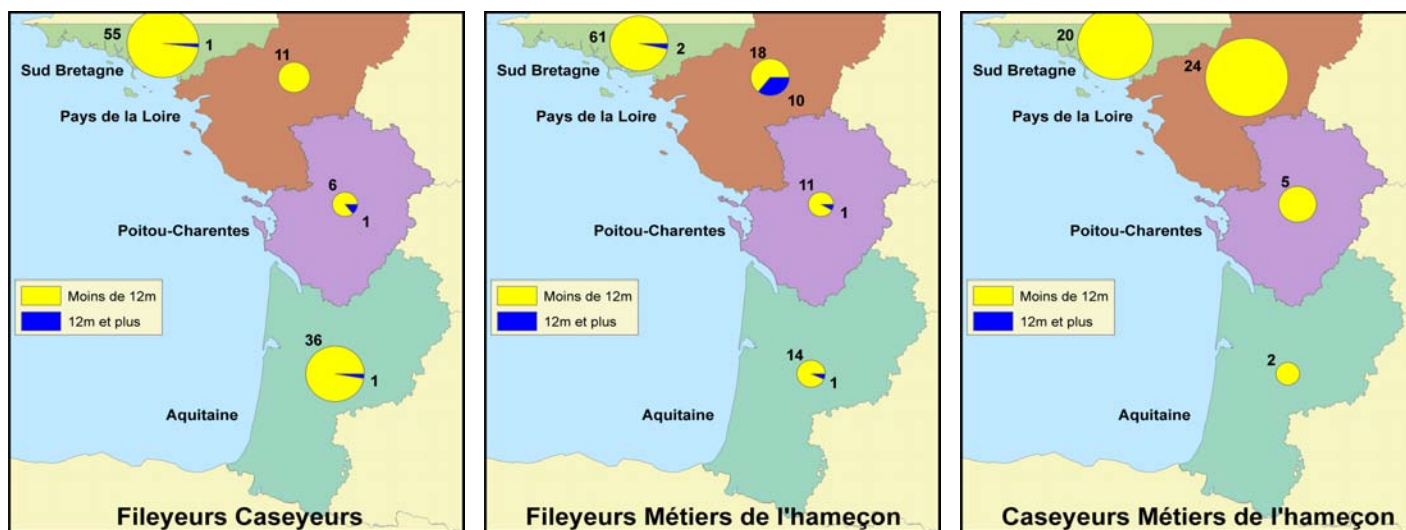 55
1
11
Sud Bretagne
Pays de la Loire
6
1
Poitou-Charentes
Moins de 12m
12m et plus
36
1
Aquitaine
Fileyeurs Caseyeurs
61
2
18
10
Sud Bretagne
Pays de la Loire
11
1
Poitou-Charentes
Moins de 12m
12m et plus
14
1
Aquitaine
Fileyeurs Métiers de l'hameçon
20
24
Sud Bretagne
Pays de la Loire
5
Poitou-Charentes
Moins de 12m
12m et plus
2
Aquitaine
Caseyeurs Métiers de l'hameçon